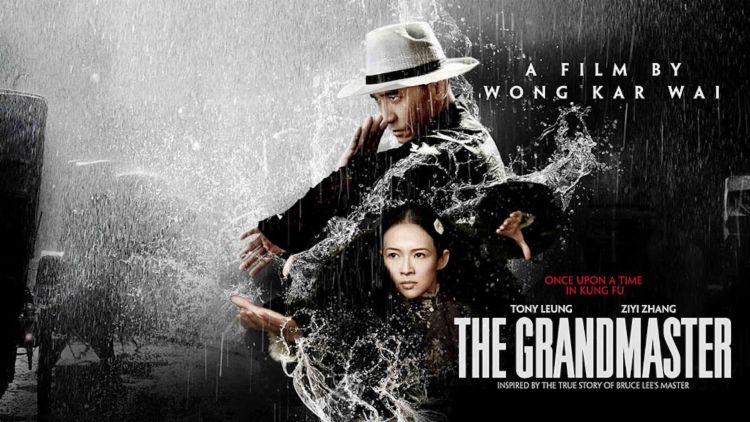 A FILM BY
WONG KAR WAI
ONCE UPON A TIME
IN KUNG FU
TONY LEUNG ZIYI ZHANG
THE GRANDMASTER
INSPIRED BY THE TRUE STORY OF BRUCE LEE'S MASTER